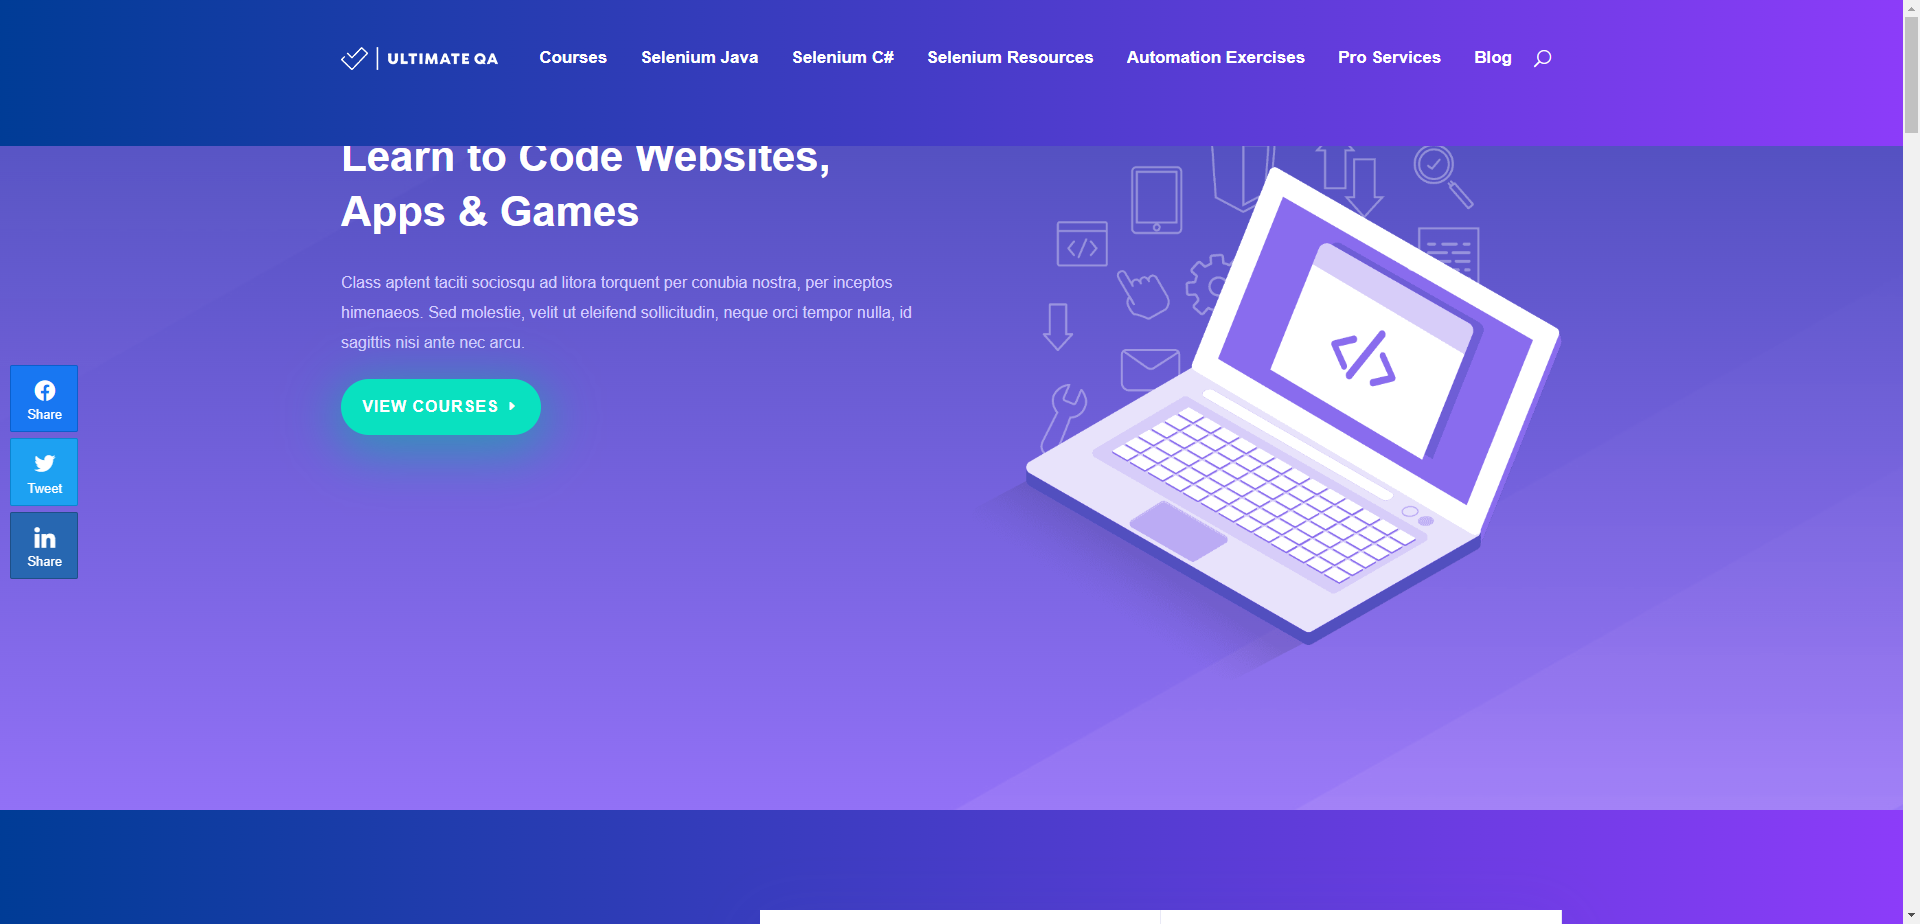 ULTIMATE QA
Courses
Selenium Java
Selenium C#
Selenium Resources
Automation Exercises
Pro Services
Blog
Learn to Code Websites,
Apps & Games
Class aptent taciti sociosqu ad litora torquent per conubia nostra, per inceptos
himenaeos. Sed molestie, velit ut eleifend sollicitudin, neque orci tempor nulla, id
sagittis nisi ante nec arcu.
VIEW COURSES
Share
Tweet
Share